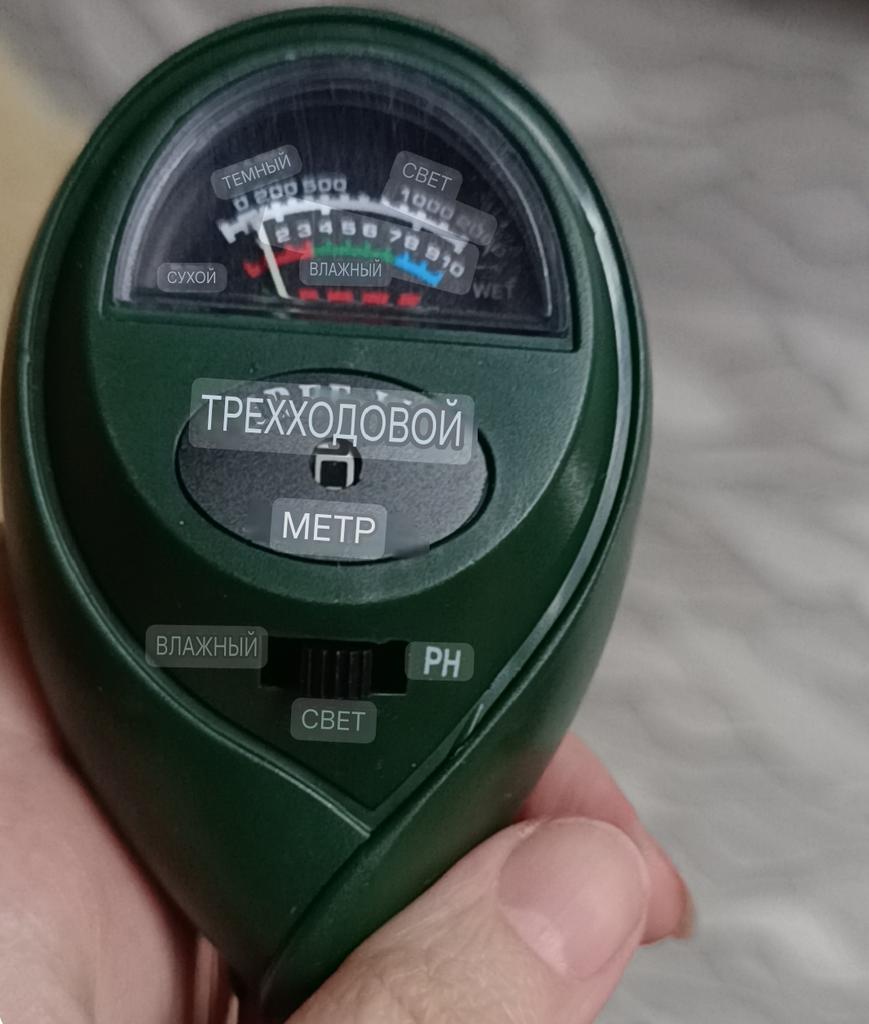 ТЕМНЫЙ СВЕТ
0 200 500 1000 2000
2 3 4 5 6 7 8 9 10
СУХОЙ ВЛАЖНЫЙ WET
ТРЕХХОДОВОЙ
МЕТР
ВЛАЖНЫЙ PH
СВЕТ